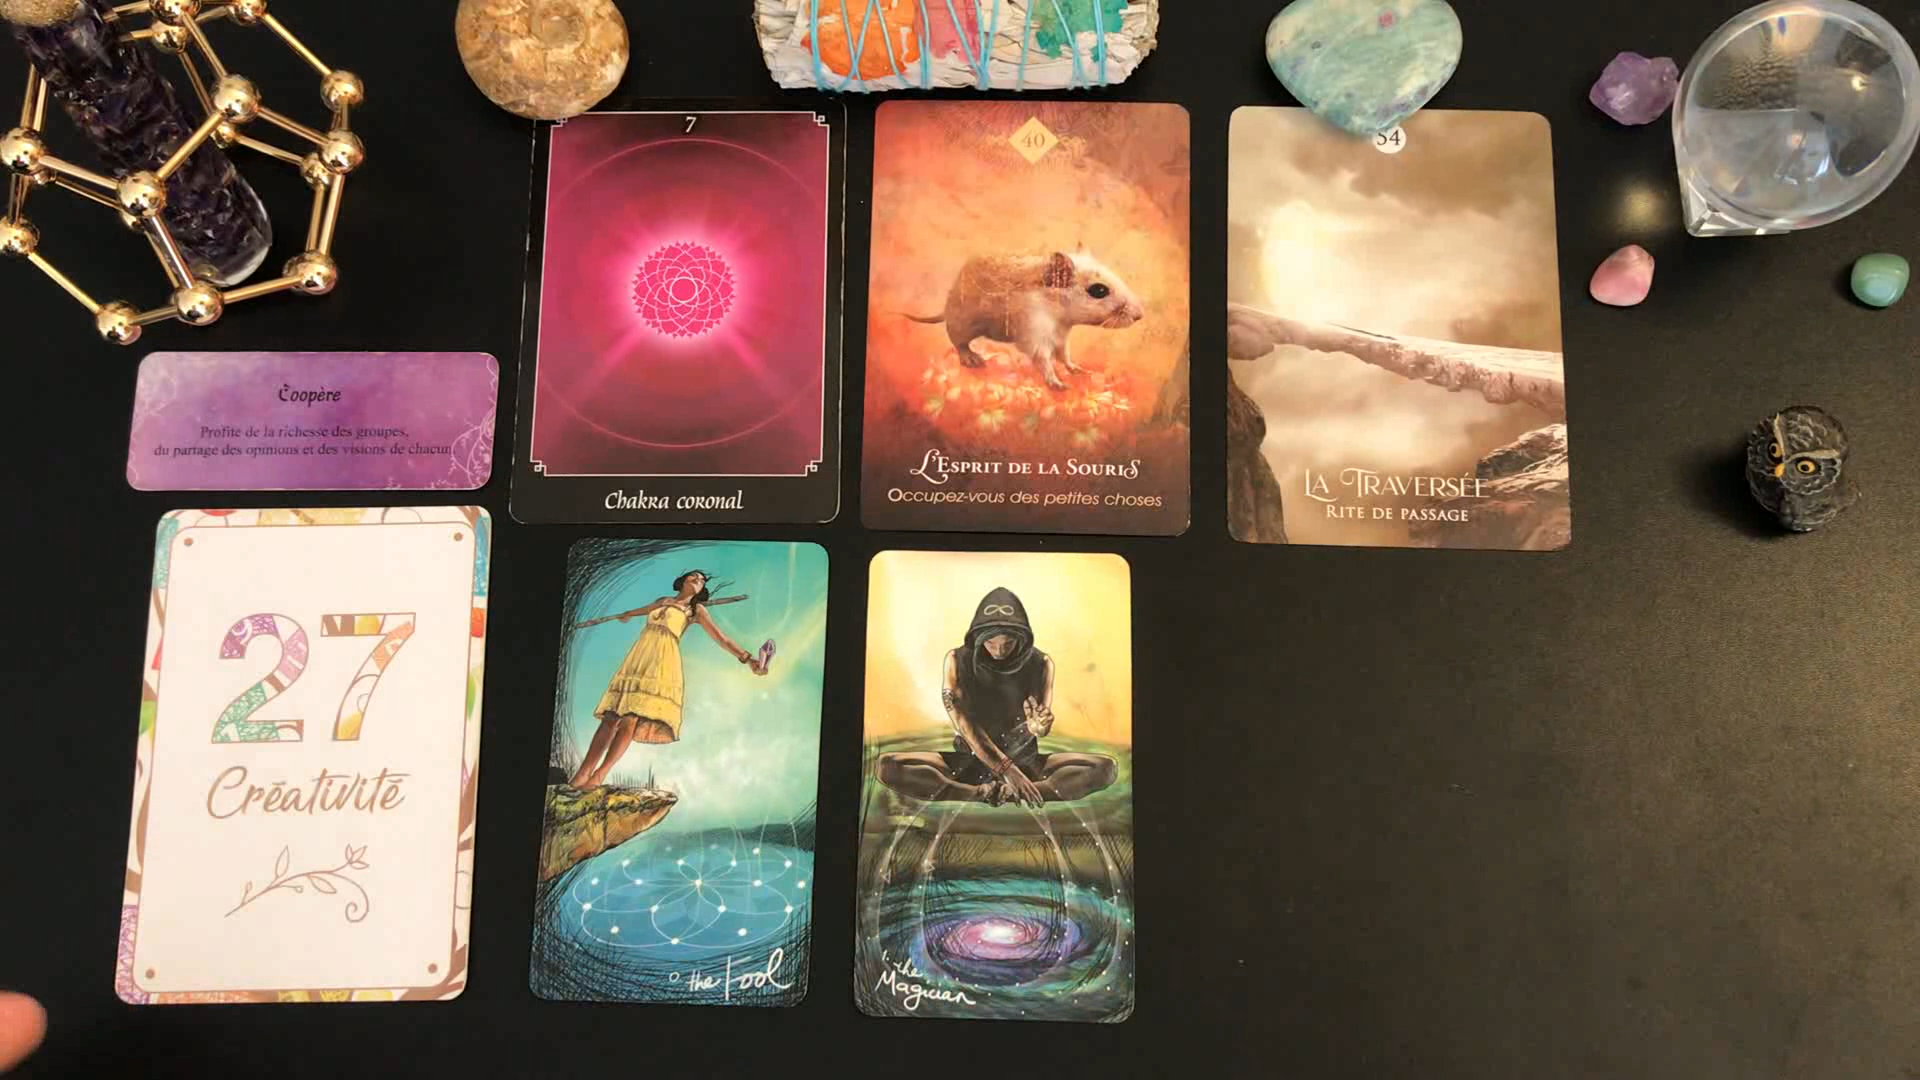 7
Chakra coronal
40
L'Esprit de la Souris
Occupez-vous des petites choses
54
La Traversée
Rite de passage
Coopère
Profite de la richesse des groupes,
du partage des opinions et des visions de chacun.
27
Créativité
0 the Fool
1. the
Magician